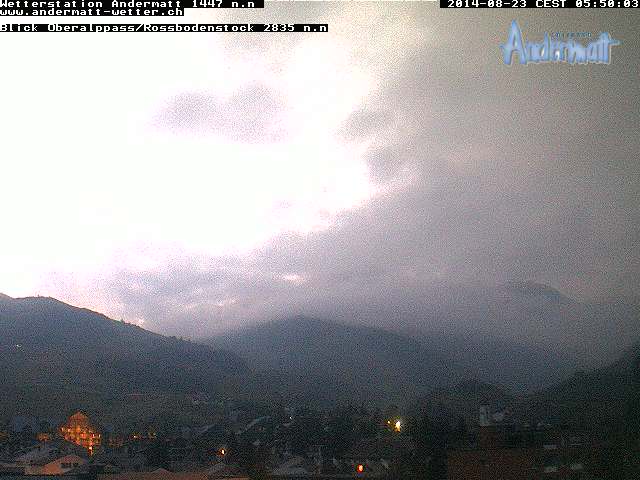 Wetterstation Andermatt 1447 n.n
2014-08-23 CEST 05:50:03
www.andermatt-wetter.ch
Blick Oberalppass/Rossbodenstock 2835 n.n
Andermatt